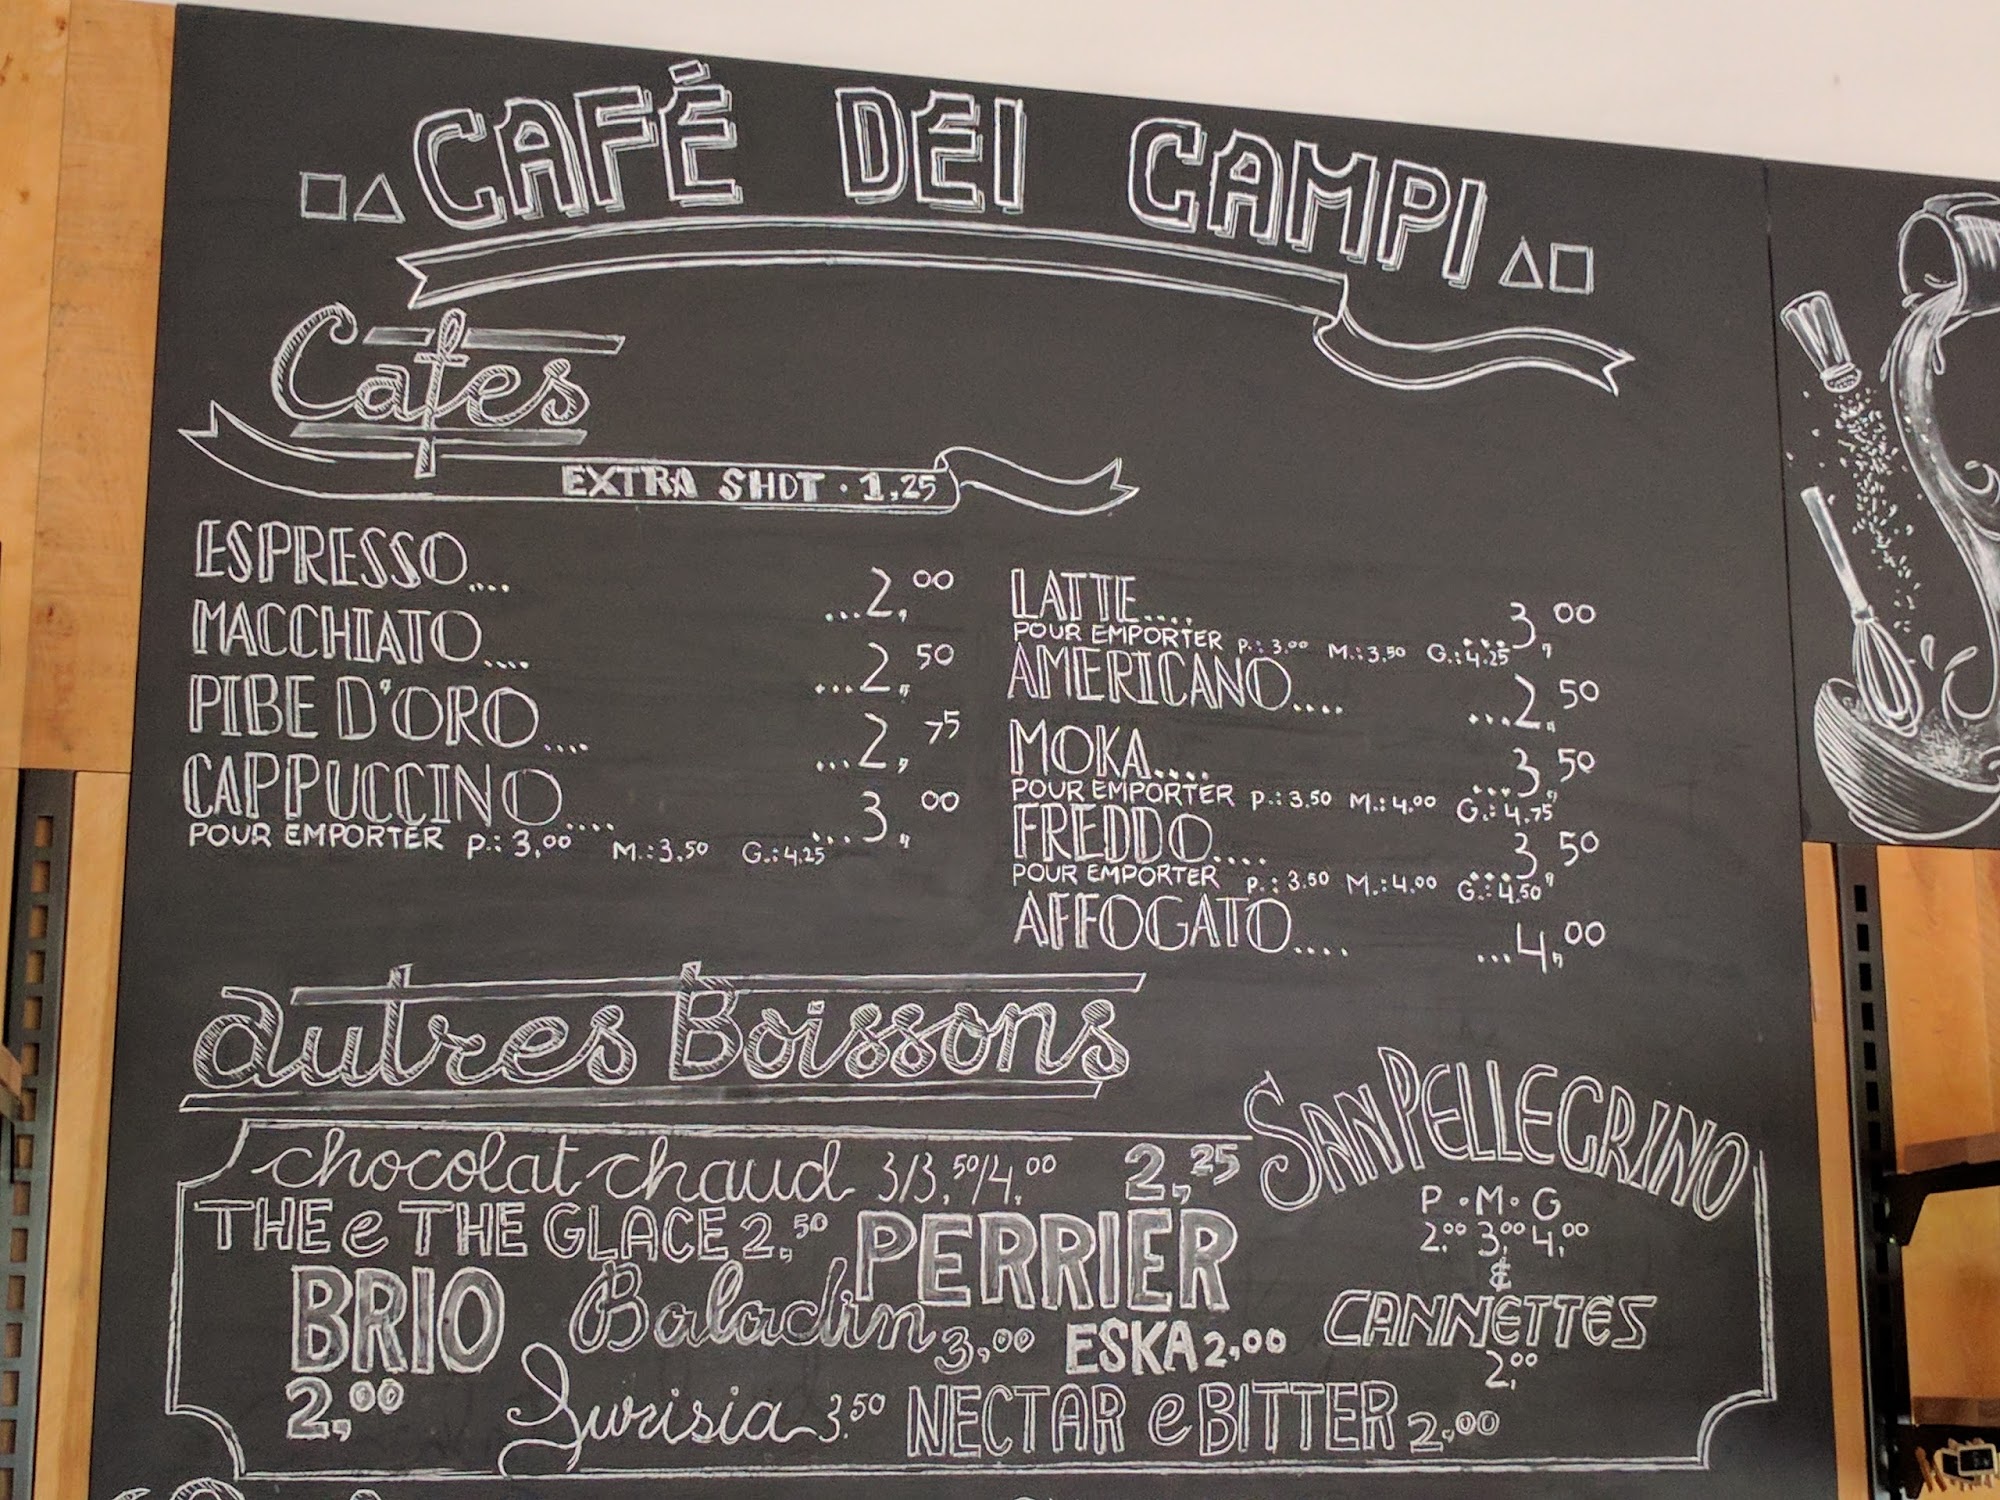 CAFÉ DEI CAMPI
Cafes
EXTRA SHOT · 1,25
ESPRESSO.... ...2,00
MACCHIATO.... ...2,50
PIBE D'ORO.... ...2,75
CAPPUCCINO.... ...3,00
POUR EMPORTER P.: 3,00 M.: 3,50 G.: 4,25
LATTE.... ...3,00
POUR EMPORTER P.: 3,00 M.: 3,50 G.: 4,25
AMERICANO.... ...2,50
MOKA.... ...3,50
POUR EMPORTER P.: 3.50 M.: 4.00 G.: 4,75
FREDDO.... ...3,50
POUR EMPORTER P.: 3.50 M.: 4.00 G.: 4.50
AFFOGATO.... ...4,00
autres Boissons
chocolat chaud 3/3,50/4,00
THE e THE GLACE 2,50
BRIO
2,00
2,25
PERRIER
Baladin 3,00
ESKA 2,00
Lurisia 3,50
NECTAR e BITTER 2,00
SANPELLEGRINO
P · M · G
2,00 3,00 4,00
&
CANNETTES
2,00